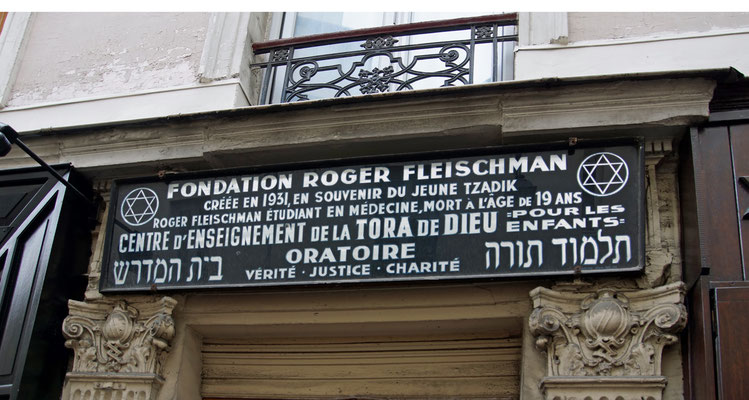 FONDATION ROGER FLEISCHMAN
CRÉÉE EN 1931, EN SOUVENIR DU JEUNE TZADIK
ROGER FLEISCHMAN ÉTUDIANT EN MÉDECINE, MORT À L'ÂGE DE 19 ANS
CENTRE D'ENSEIGNEMENT DE LA TORA DE DIEU =POUR LES ENFANTS=
ORATOIRE
בית המדרש
תלמוד תורה
VÉRITÉ · JUSTICE · CHARITÉ